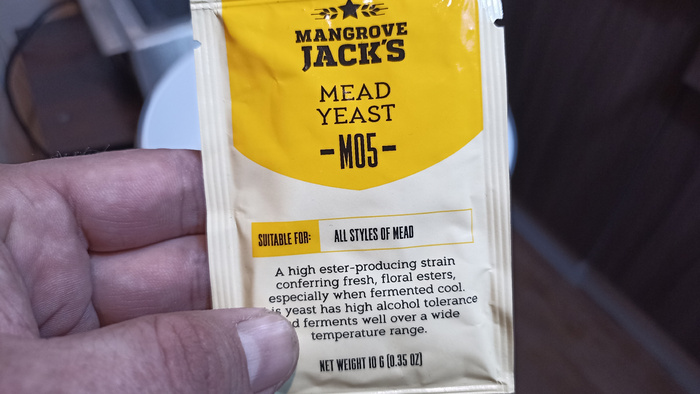 MANGROVE
JACK'S
MEAD
YEAST
-M05-
SUITABLE FOR: ALL STYLES OF MEAD
A high ester-producing strain
conferring fresh, floral esters,
especially when fermented cool.
is yeast has high alcohol tolerance
d ferments well over a wide
temperature range.
NET WEIGHT 10 G (0.35 OZ)